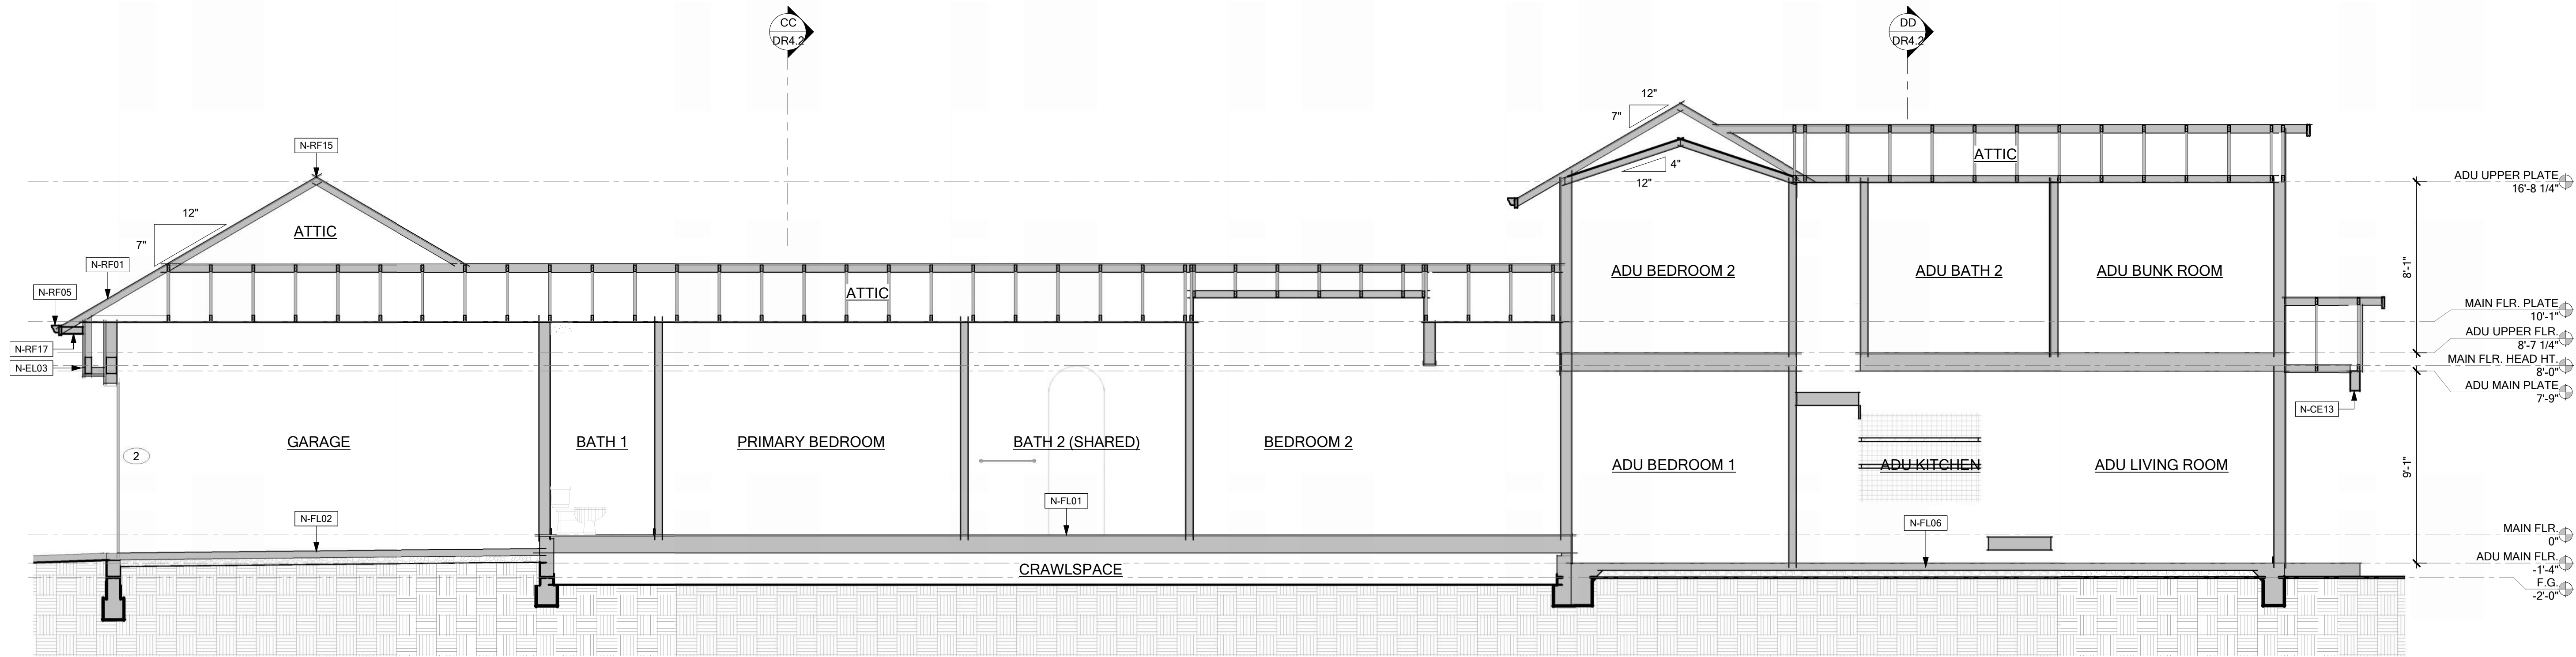 CC
DR4.2
DD
DR4.2
12"
7"
N-RF15
ATTIC
4"
12"
ADU UPPER PLATE
16'-8 1/4"
12"
7"
ATTIC
N-RF01
ADU BEDROOM 2
ADU BATH 2
ADU BUNK ROOM
8'-1"
N-RF05
ATTIC
MAIN FLR. PLATE
10'-1"
ADU UPPER FLR.
8'-7 1/4"
N-RF17
MAIN FLR. HEAD HT.
8'-0"
N-EL03
ADU MAIN PLATE
7'-9"
N-CE13
GARAGE
BATH 1
PRIMARY BEDROOM
BATH 2 (SHARED)
BEDROOM 2
2
ADU BEDROOM 1
ADU KITCHEN
ADU LIVING ROOM
9'-1"
N-FL01
N-FL02
N-FL06
MAIN FLR.
0"
ADU MAIN FLR.
-1'-4"
CRAWLSPACE
F.G.
-2'-0"